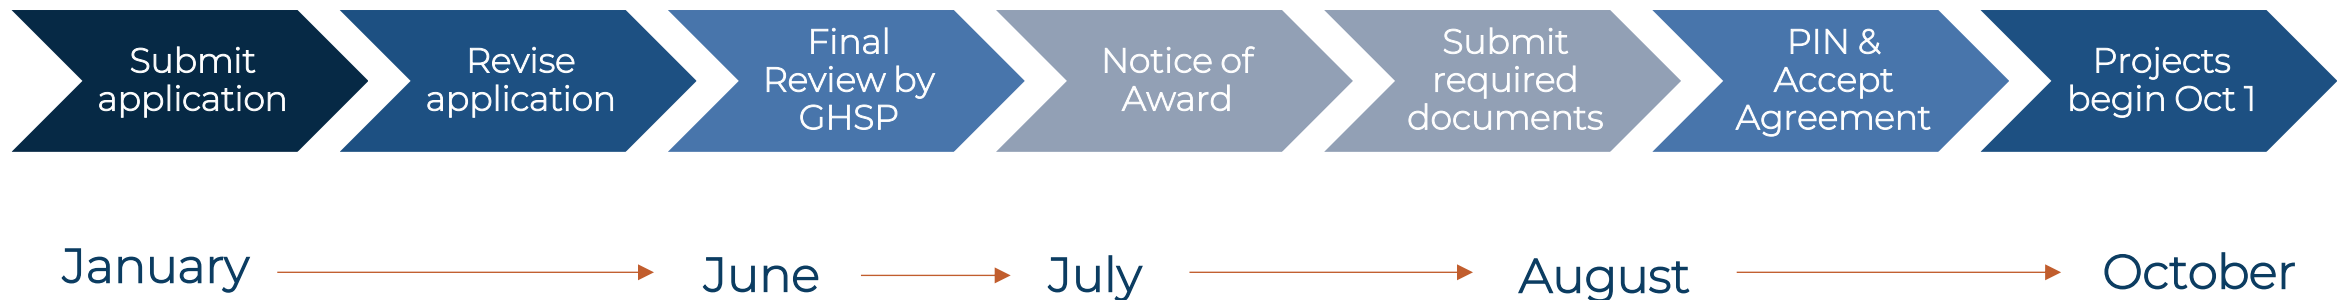 Submit
application
Revise
application
Final
Review by
GHSP
Notice of
Award
Submit
required
documents
PIN &
Accept
Agreement
Projects
begin Oct 1
January
June
July
August
October